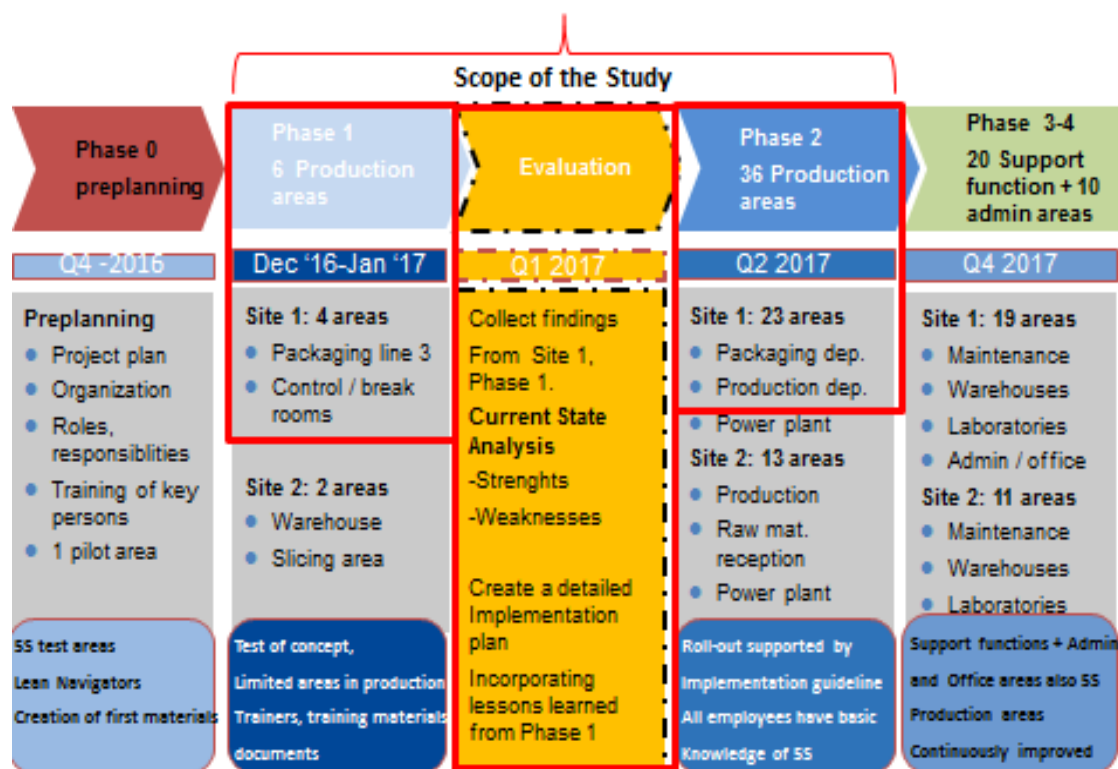 Scope of the Study
Phase 0
preplanning
Phase 1
6 Production
areas
Evaluation
Phase 2
36 Production
areas
Phase 3-4
20 Support
function + 10
admin areas
Q4 -2016
Dec ‘16-Jan ‘17
Q1 2017
Q2 2017
Q4 2017
Preplanning
Project plan
Organization
Roles,
responsiblities
Training of key
persons
1 pilot area
Site 1: 4 areas
Packaging line 3
Control / break
rooms
Site 2: 2 areas
Warehouse
Slicing area
Collect findings
From Site 1,
Phase 1.
Current State
Analysis
-Strenghts
-Weaknesses
Create a detailed
Implementation
plan
Incorporating
lessons learned
from Phase 1
Site 1: 23 areas
Packaging dep.
Production dep.
Power plant
Site 2: 13 areas
Production
Raw mat.
reception
Power plant
Site 1: 19 areas
Maintenance
Warehouses
Laboratories
Admin / office
Site 2: 11 areas
Maintenance
Warehouses
Laboratories
5S test areas
Lean Navigators
Creation of first materials
Test of concept,
Limited areas in production
Trainers, training materials
documents
Roll-out supported by
Implementation guideline
All employees have basic
Knowledge of 5S
Support functions + Admin
and Office areas also 5S
Production areas
Continuously improved